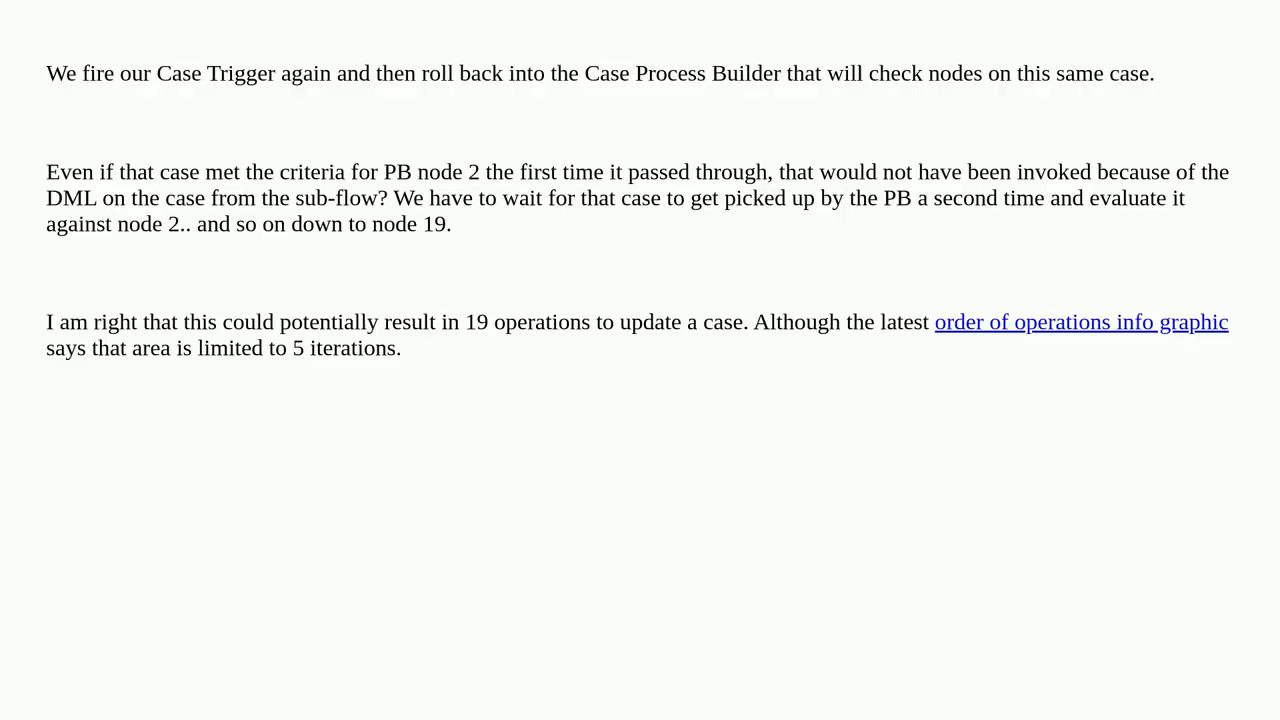 We fire our Case Trigger again and then roll back into the Case Process Builder that will check nodes on this same case.
Even if that case met the criteria for PB node 2 the first time it passed through, that would not have been invoked because of the
DML on the case from the sub-flow? We have to wait for that case to get picked up by the PB a second time and evaluate it
against node 2.. and so on down to node 19.
I am right that this could potentially result in 19 operations to update a case. Although the latest order of operations info graphic
says that area is limited to 5 iterations.